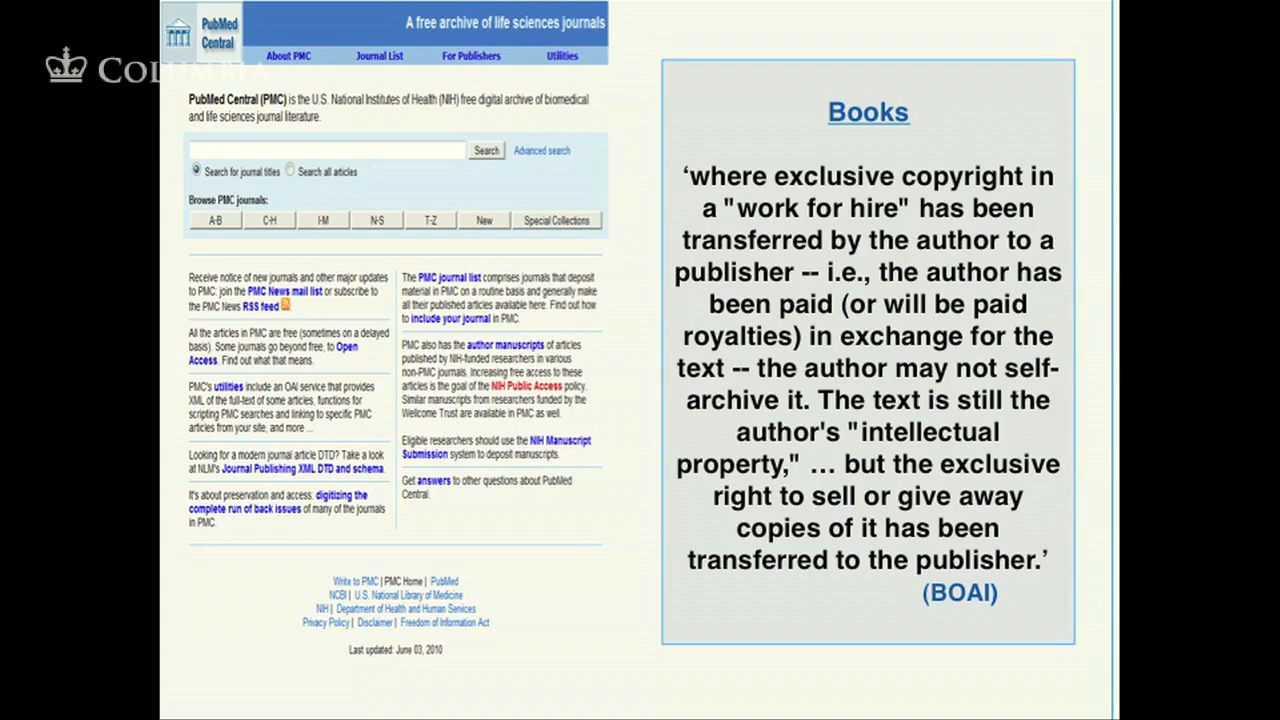 PubMed
Central
A free archive of life sciences journals
About PMC Journal List For Publishers Utilities
COLUMBIA
PubMed Central (PMC) is the U.S. National Institutes of Health (NIH) free digital archive of biomedical
and life sciences journal literature.
Search Advanced search
Search for journal titles Search all articles
Browse PMC journals:
A-B C-H I-M N-S T-Z New Special Collections
Receive notice of new journals and other major updates
to PMC: join the PMC News mail list or subscribe to
the PMC News RSS feed
All the articles in PMC are free (sometimes on a delayed
basis). Some journals go beyond free, to Open
Access. Find out what that means.
PMC's utilities include an OAI service that provides
XML of the full-text of some articles, functions for
scripting PMC searches and linking to specific PMC
articles from your site, and more ...
Looking for a modern journal article DTD? Take a look
at NLM's Journal Publishing XML DTD and schema.
It's about preservation and access: digitizing the
complete run of back issues of many of the journals
in PMC.
The PMC journal list comprises journals that deposit
material in PMC on a routine basis and generally make
all their published articles available here. Find out how
to include your journal in PMC.
PMC also has the author manuscripts of articles
published by NIH-funded researchers in various
non-PMC journals. Increasing free access to these
articles is the goal of the NIH Public Access policy.
Similar manuscripts from researchers funded by the
Wellcome Trust are available in PMC as well.
Eligible researchers should use the NIH Manuscript
Submission system to deposit manuscripts.
Get answers to other questions about PubMed
Central.
Write to PMC | PMC Home | PubMed
NCBI | U.S. National Library of Medicine
NIH | Department of Health and Human Services
Privacy Policy | Disclaimer | Freedom of Information Act
Last updated: June 03, 2010
Books
‘where exclusive copyright in
a "work for hire" has been
transferred by the author to a
publisher -- i.e., the author has
been paid (or will be paid
royalties) in exchange for the
text -- the author may not self-
archive it. The text is still the
author's "intellectual
property," … but the exclusive
right to sell or give away
copies of it has been
transferred to the publisher.’
(BOAI)